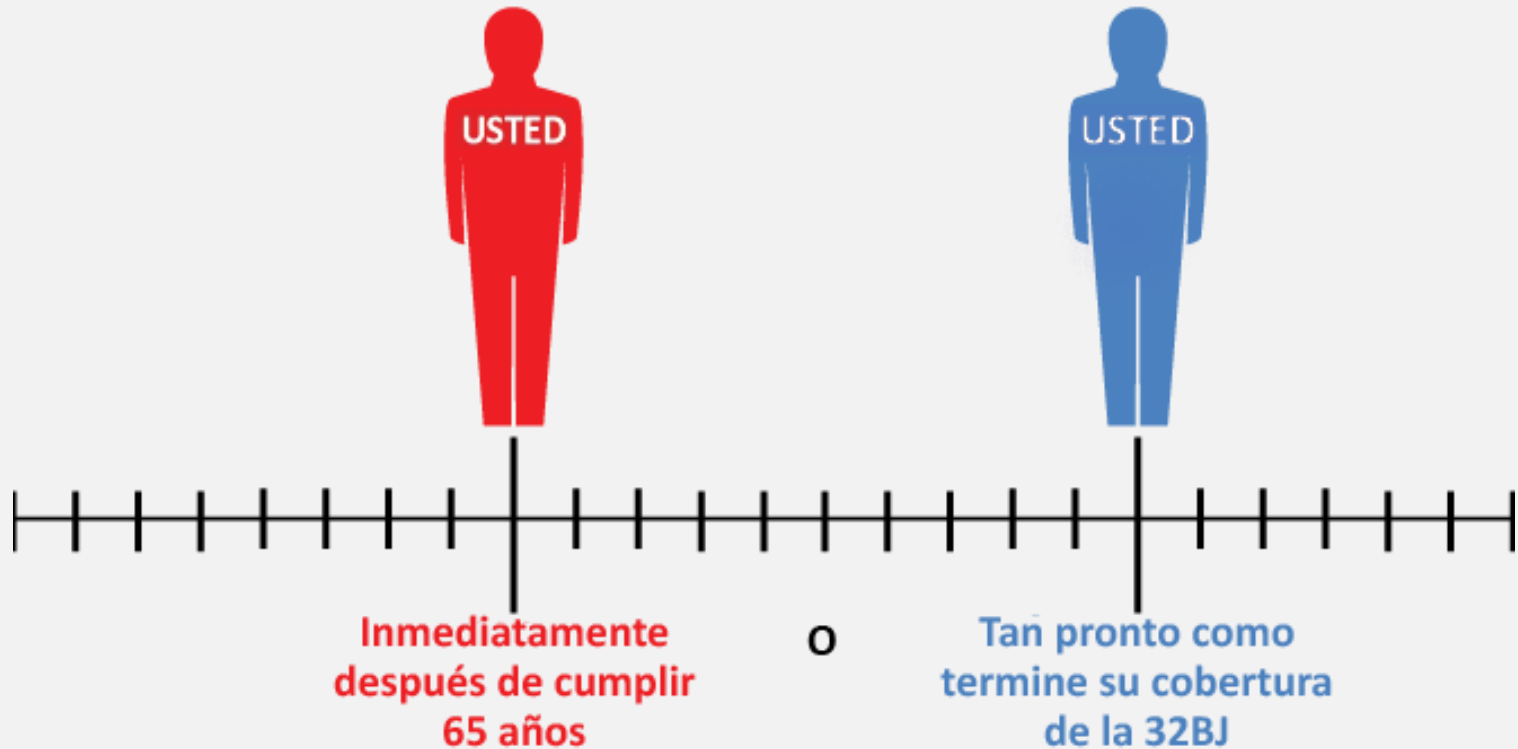 USTED
USTED
Inmediatamente
después de cumplir
65 años
O
Tan pronto como
termine su cobertura
de la 32BJ